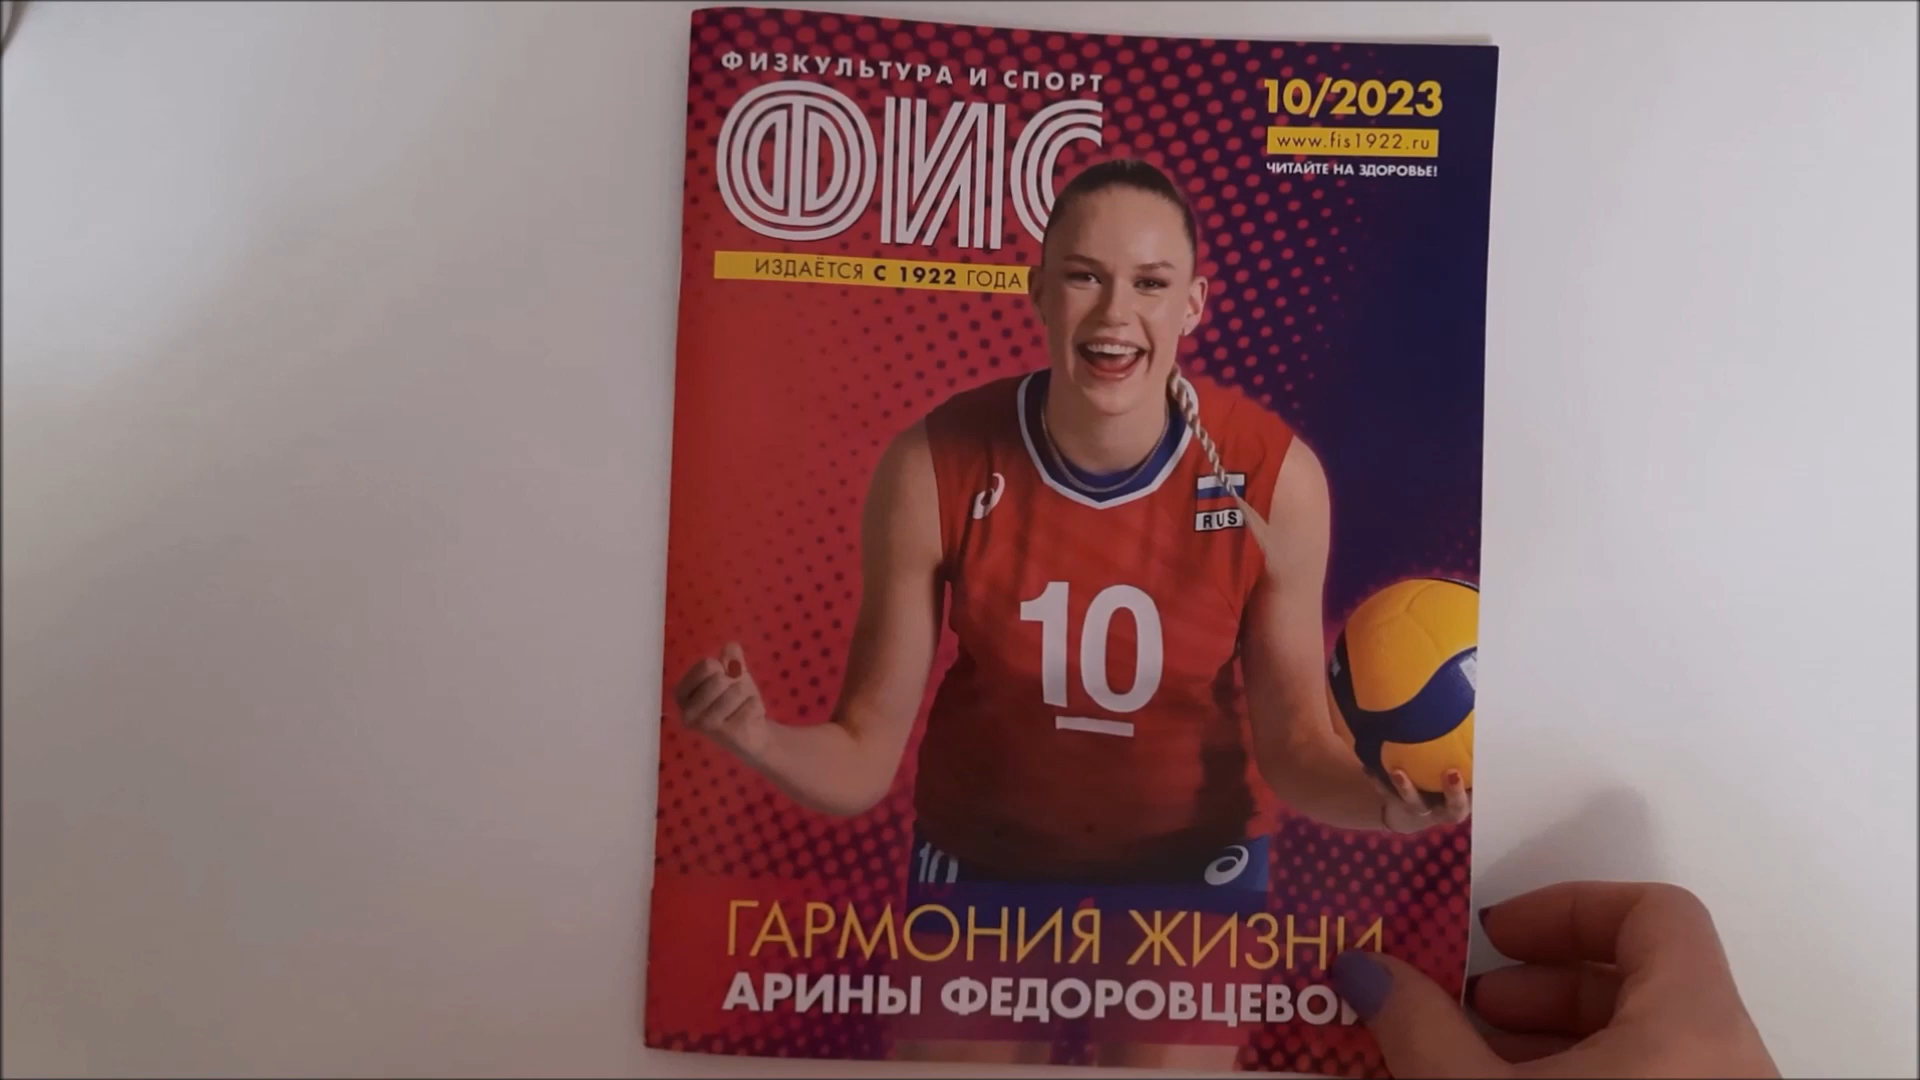 ФИЗКУЛЬТУРА И СПОРТ
ФИС
ИЗДАЁТСЯ С 1922 ГОДА
10/2023
www.fis1922.ru
ЧИТАЙТЕ НА ЗДОРОВЬЕ!
RUS
10
10
ГАРМОНИЯ ЖИЗНИ
АРИНЫ ФЕДОРОВЦЕВОЙ